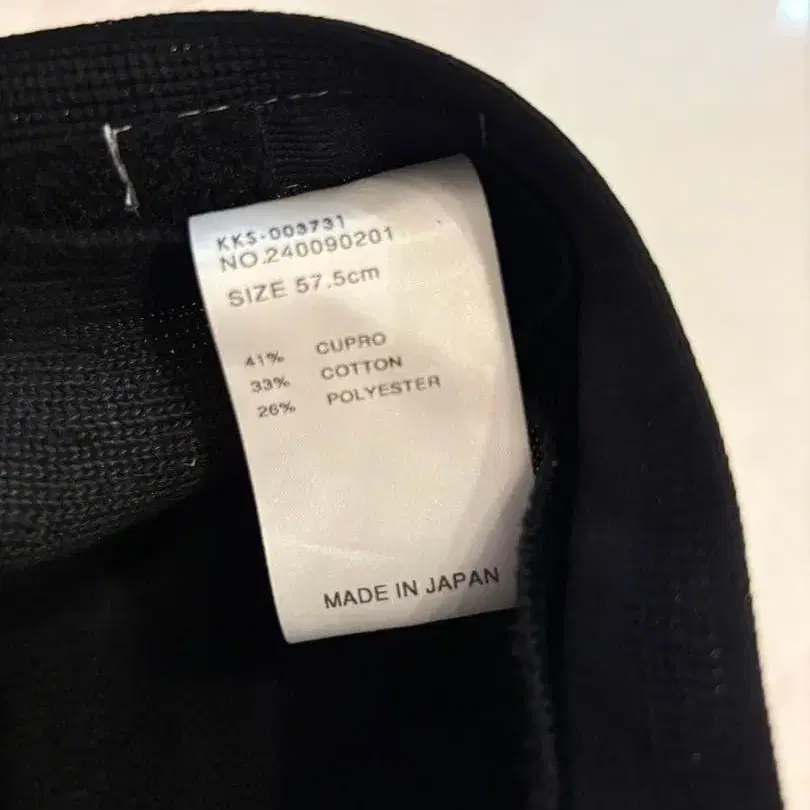 KKS-003731
NO.240090201
SIZE 57.5cm
41% CUPRO
33% COTTON
26% POLYESTER
MADE IN JAPAN